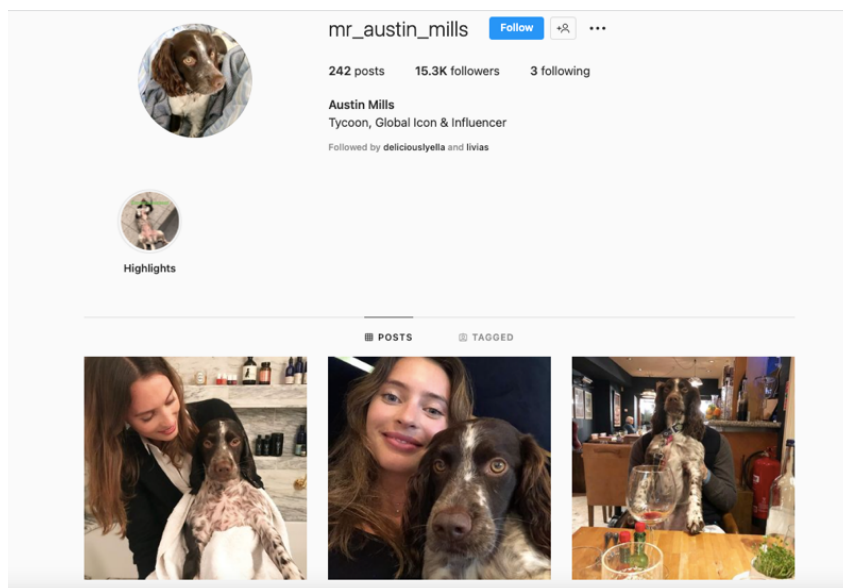 mr_austin_mills Follow
242 posts 15.3K followers 3 following
Austin Mills
Tycoon, Global Icon & Influencer
Followed by deliciouslyella and livias
Highlights
POSTS TAGGED